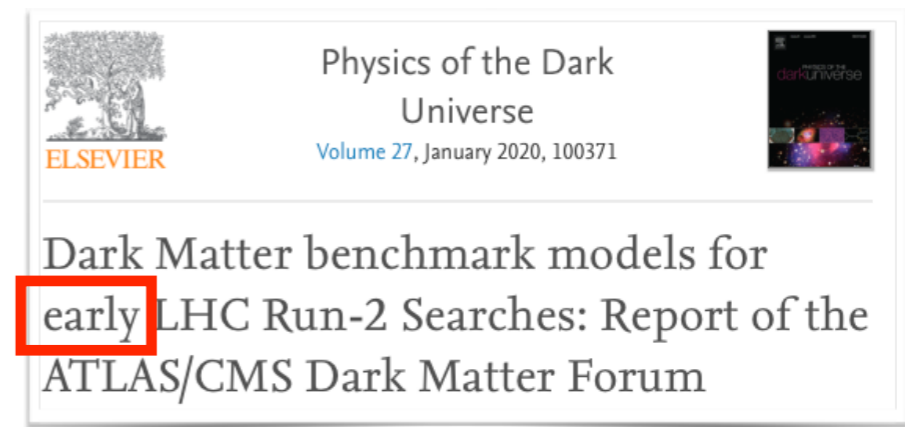 Physics of the Dark
Universe
Volume 27, January 2020, 100371
ELSEVIER
darkuniverse
Dark Matter benchmark models for
early LHC Run-2 Searches: Report of the
ATLAS/CMS Dark Matter Forum